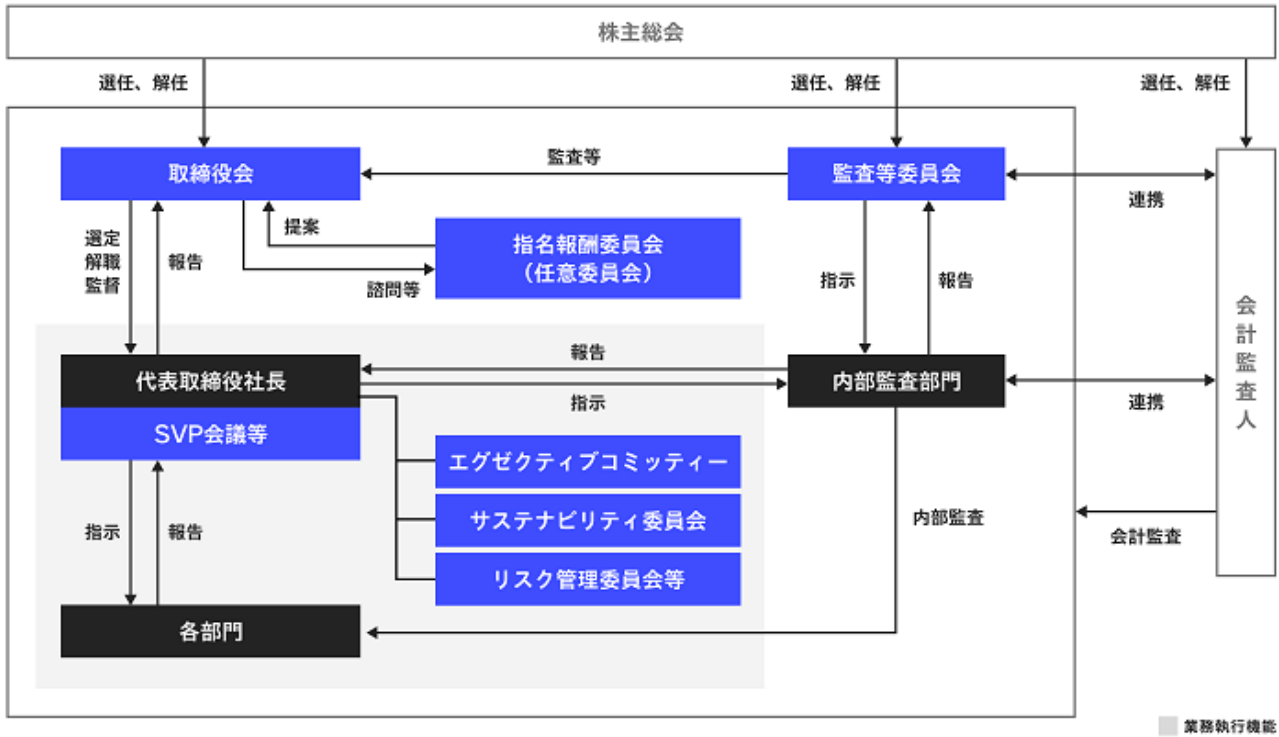 株主総会
選任、解任
選任、解任
選任、解任
取締役会
監査等
監査等委員会
連携
選定
解職
監督
報告
提案
指名報酬委員会
（任意委員会）
諮問等
指示
報告
会計監査人
代表取締役社長
報告
指示
内部監査部門
連携
SVP会議等
エグゼクティブコミッティー
サステナビリティ委員会
リスク管理委員会等
指示
報告
内部監査
会計監査
各部門
業務執行機能